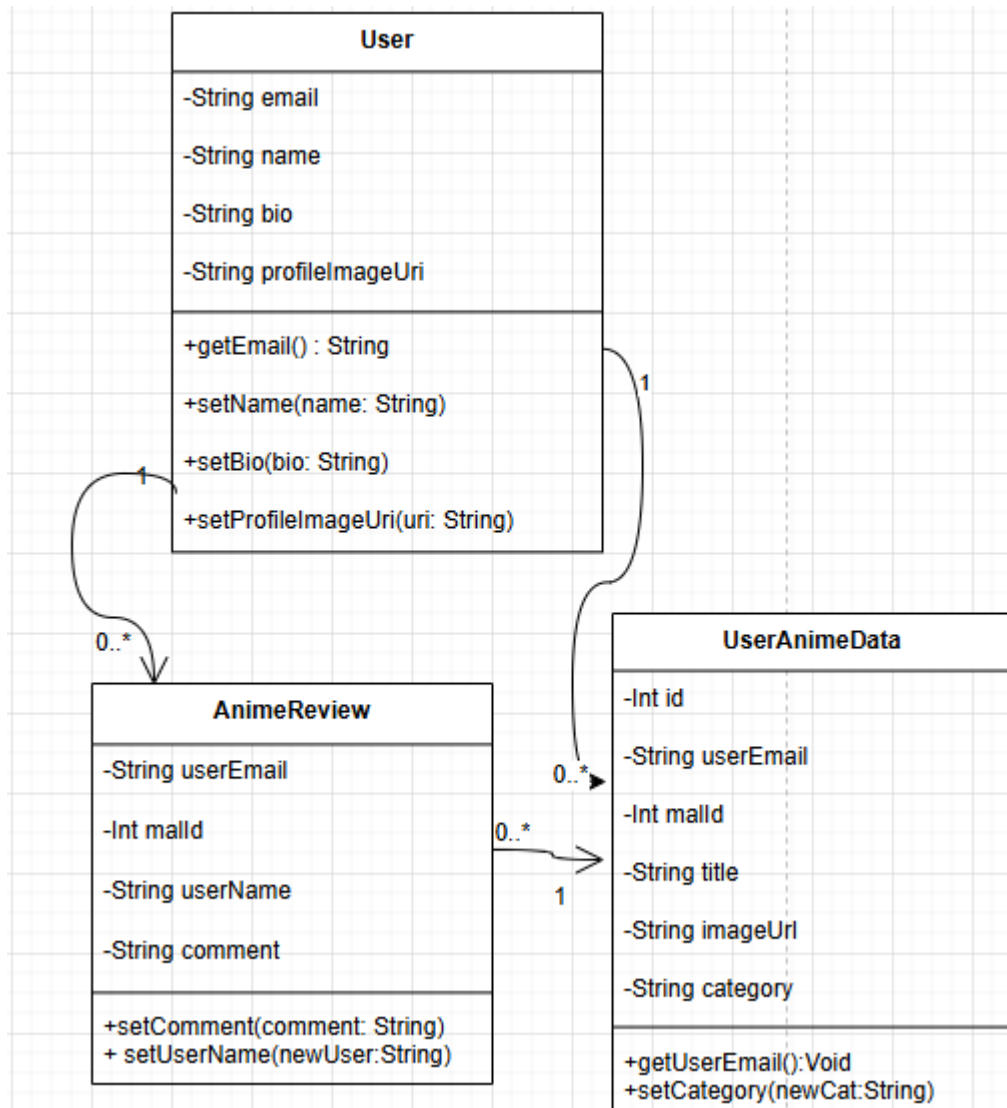 User
-String email
-String name
-String bio
-String profileImageUri
+getEmail() : String
+setName(name: String)
+setBio(bio: String)
+setProfileImageUri(uri: String)
1
1
0..*
AnimeReview
-String userEmail
-Int malId
-String userName
-String comment
+setComment(comment: String)
+ setUserName(newUser:String)
0..*
1
0..*
UserAnimeData
-Int id
-String userEmail
-Int malId
-String title
-String imageUrl
-String category
+getUserEmail():Void
+setCategory(newCat:String)